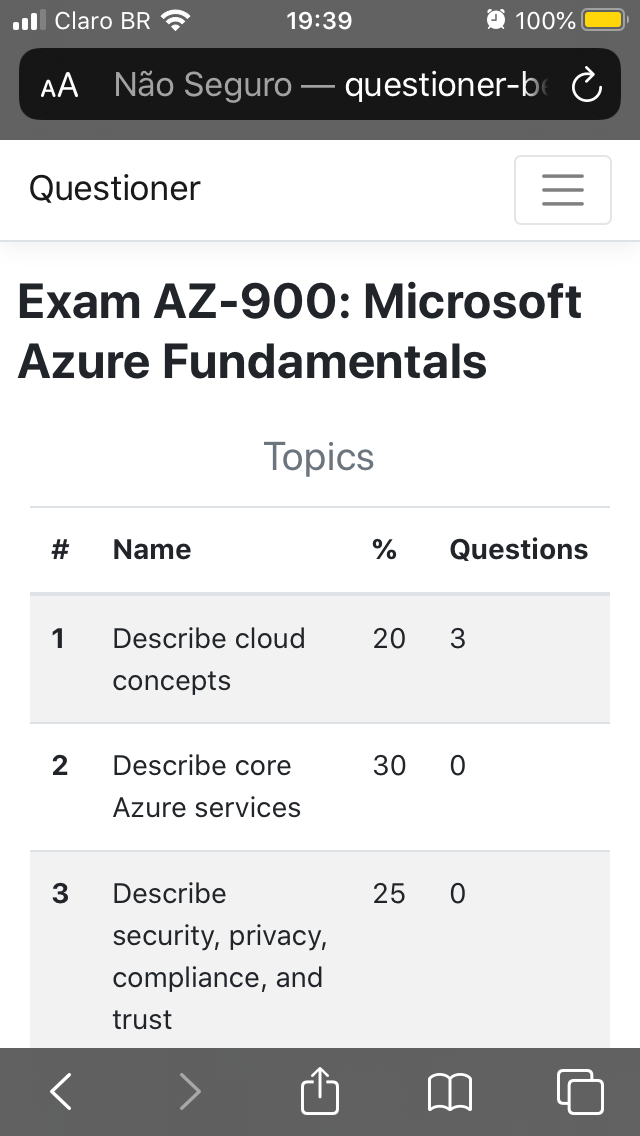 Claro BR 19:39 100%
AA Não Seguro — questioner-b
Questioner
Exam AZ-900: Microsoft
Azure Fundamentals
Topics
# Name % Questions
1 Describe cloud 20 3
concepts
2 Describe core 30 0
Azure services
3 Describe 25 0
security, privacy,
compliance, and
trust